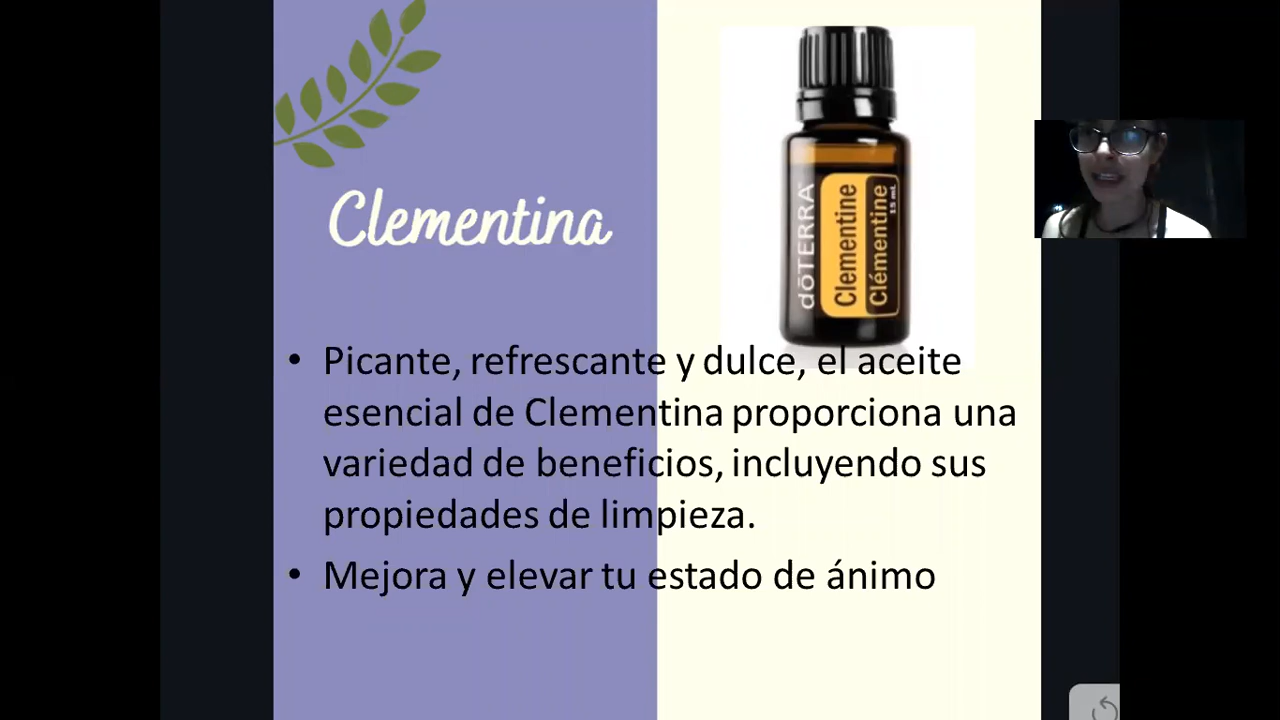 Clementina
dōTERRA
Clementine
Clémentine
15 mL
• Picante, refrescante y dulce, el aceite
esencial de Clementina proporciona una
variedad de beneficios, incluyendo sus
propiedades de limpieza.
• Mejora y elevar tu estado de ánimo